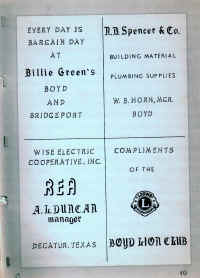 EVERY DAY IS
BARGAIN DAY
AT
Billie Green's
BOYD
AND
BRIDGEPORT
R.D. Spencer & Co.
BUILDING MATERIAL
PLUMBING SUPPLIES
W. B. HORN, MGR.
BOYD
WISE ELECTRIC
COOPERATIVE, INC.
REA
A. L. DUNCAN
manager
DECATUR, TEXAS
COMPLIMENTS
OF THE
L
BOYD LION CLUB